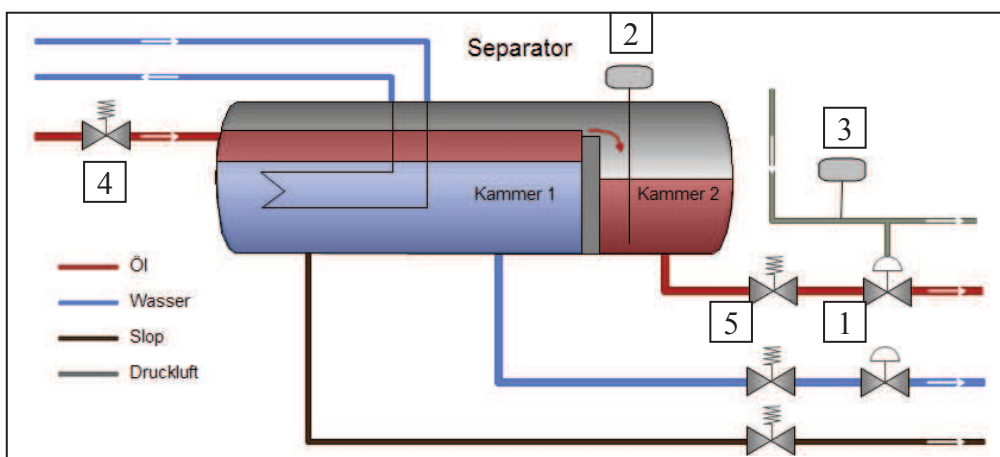 Separator
2
3
4
Kammer 1
Kammer 2
Öl
Wasser
Slop
Druckluft
5
1